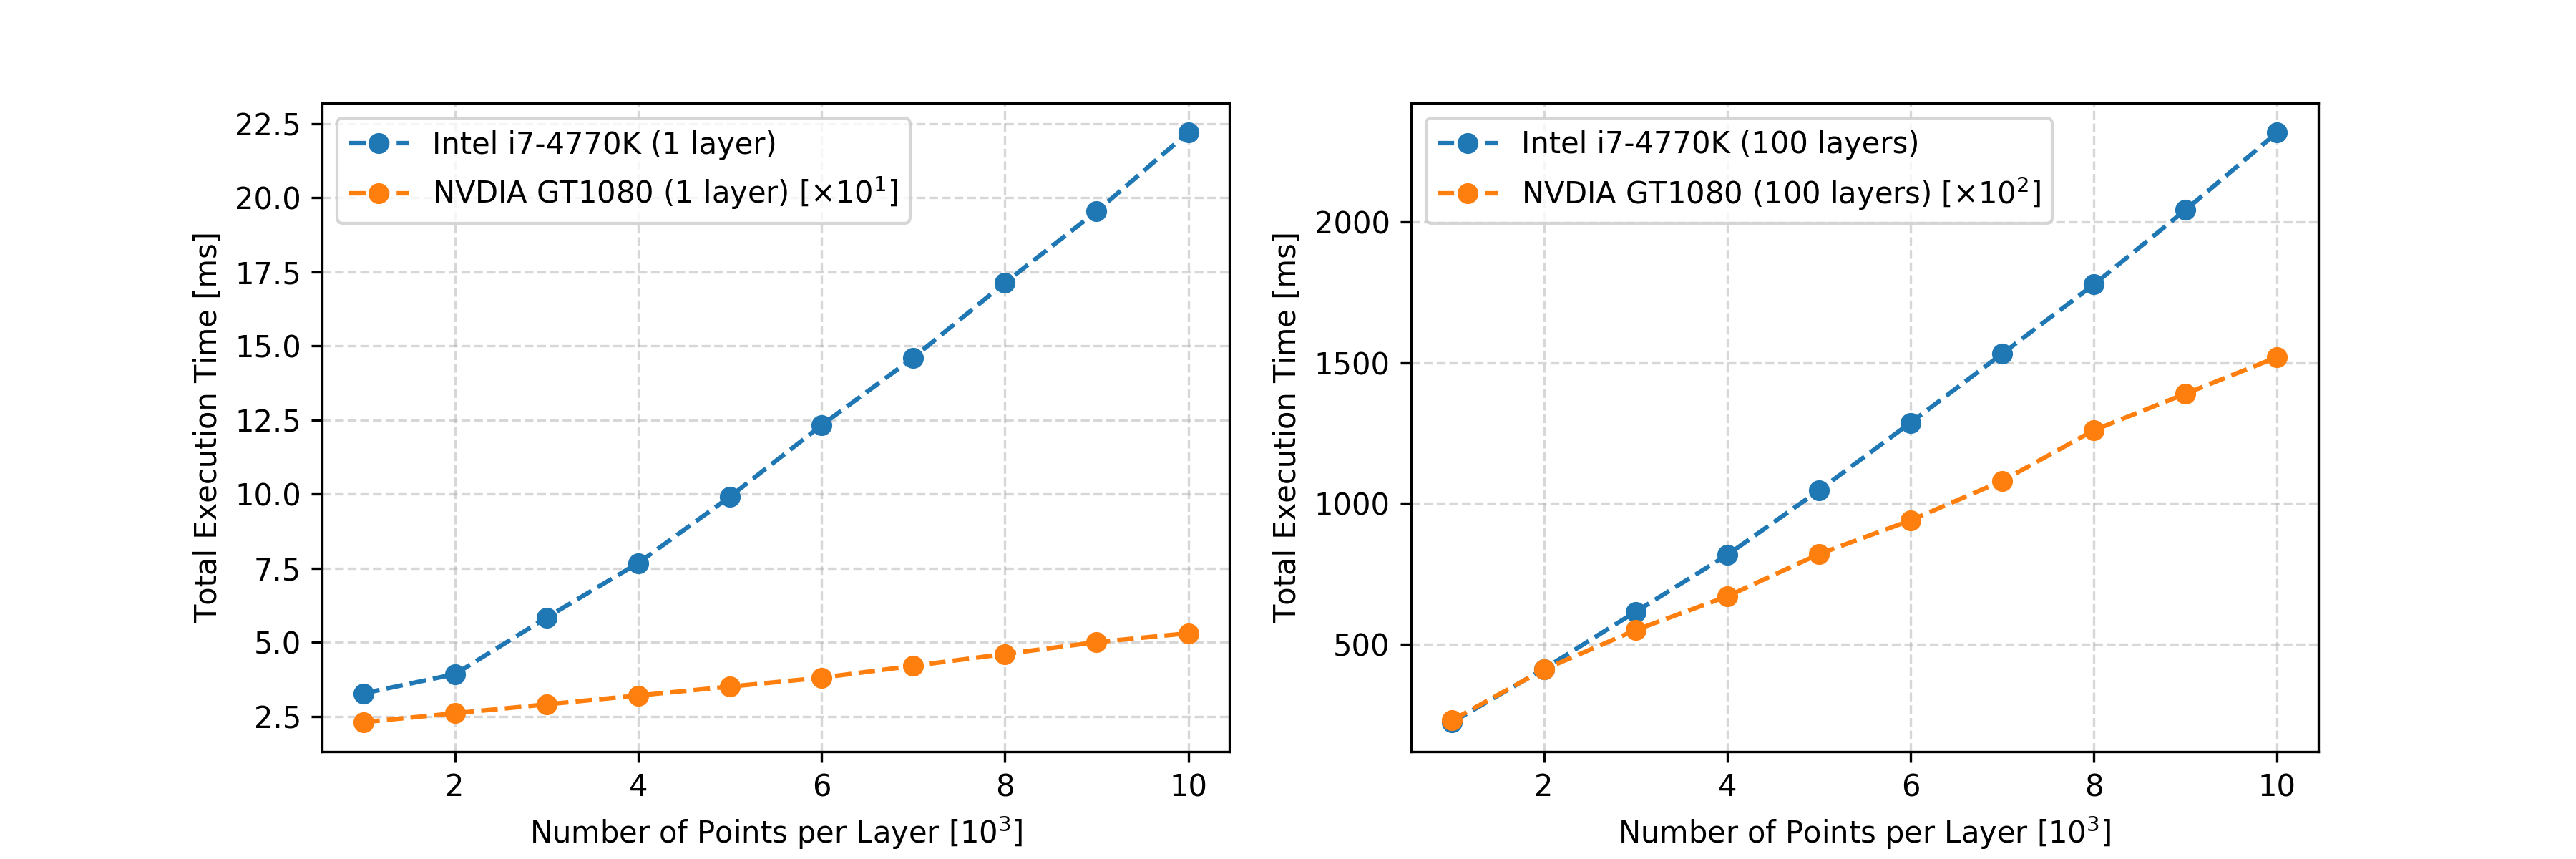 Intel i7-4770K (1 layer)
NVDIA GT1080 (1 layer) [×10¹]
22.5
20.0
17.5
15.0
12.5
10.0
7.5
5.0
2.5
Total Execution Time [ms]
2 4 6 8 10
Number of Points per Layer [10³]
Intel i7-4770K (100 layers)
NVDIA GT1080 (100 layers) [×10²]
2000
1500
1000
500
Total Execution Time [ms]
2 4 6 8 10
Number of Points per Layer [10³]